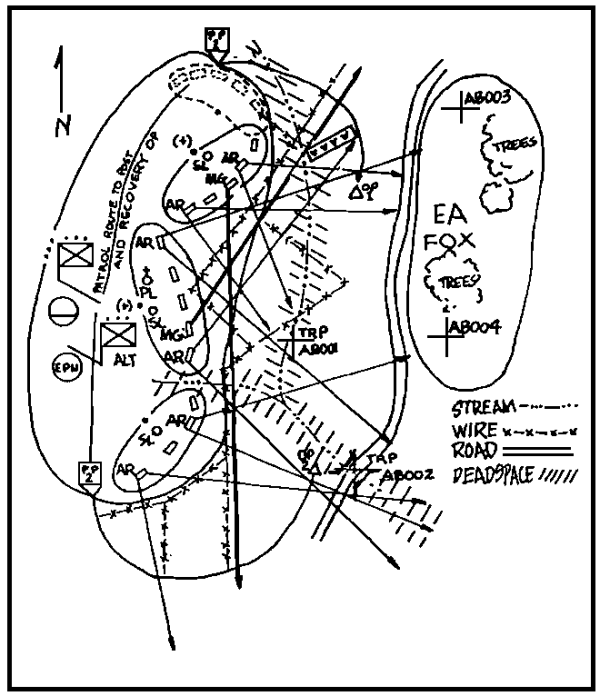 PP
1
N
PATROL ROUTE TO POST
AND RECOVERY OF OP
(+)
SL
AR
MG
AR
OP
1
AB003
TREES
EA
FOX
TREES
AB004
AR
PL
(+)
SL
MG
AR
ALT
EPW
TRP
AB001
AR
SL
AR
PP
2
OP
2
TRP
AB002
STREAM
WIRE
ROAD
DEADSPACE
N